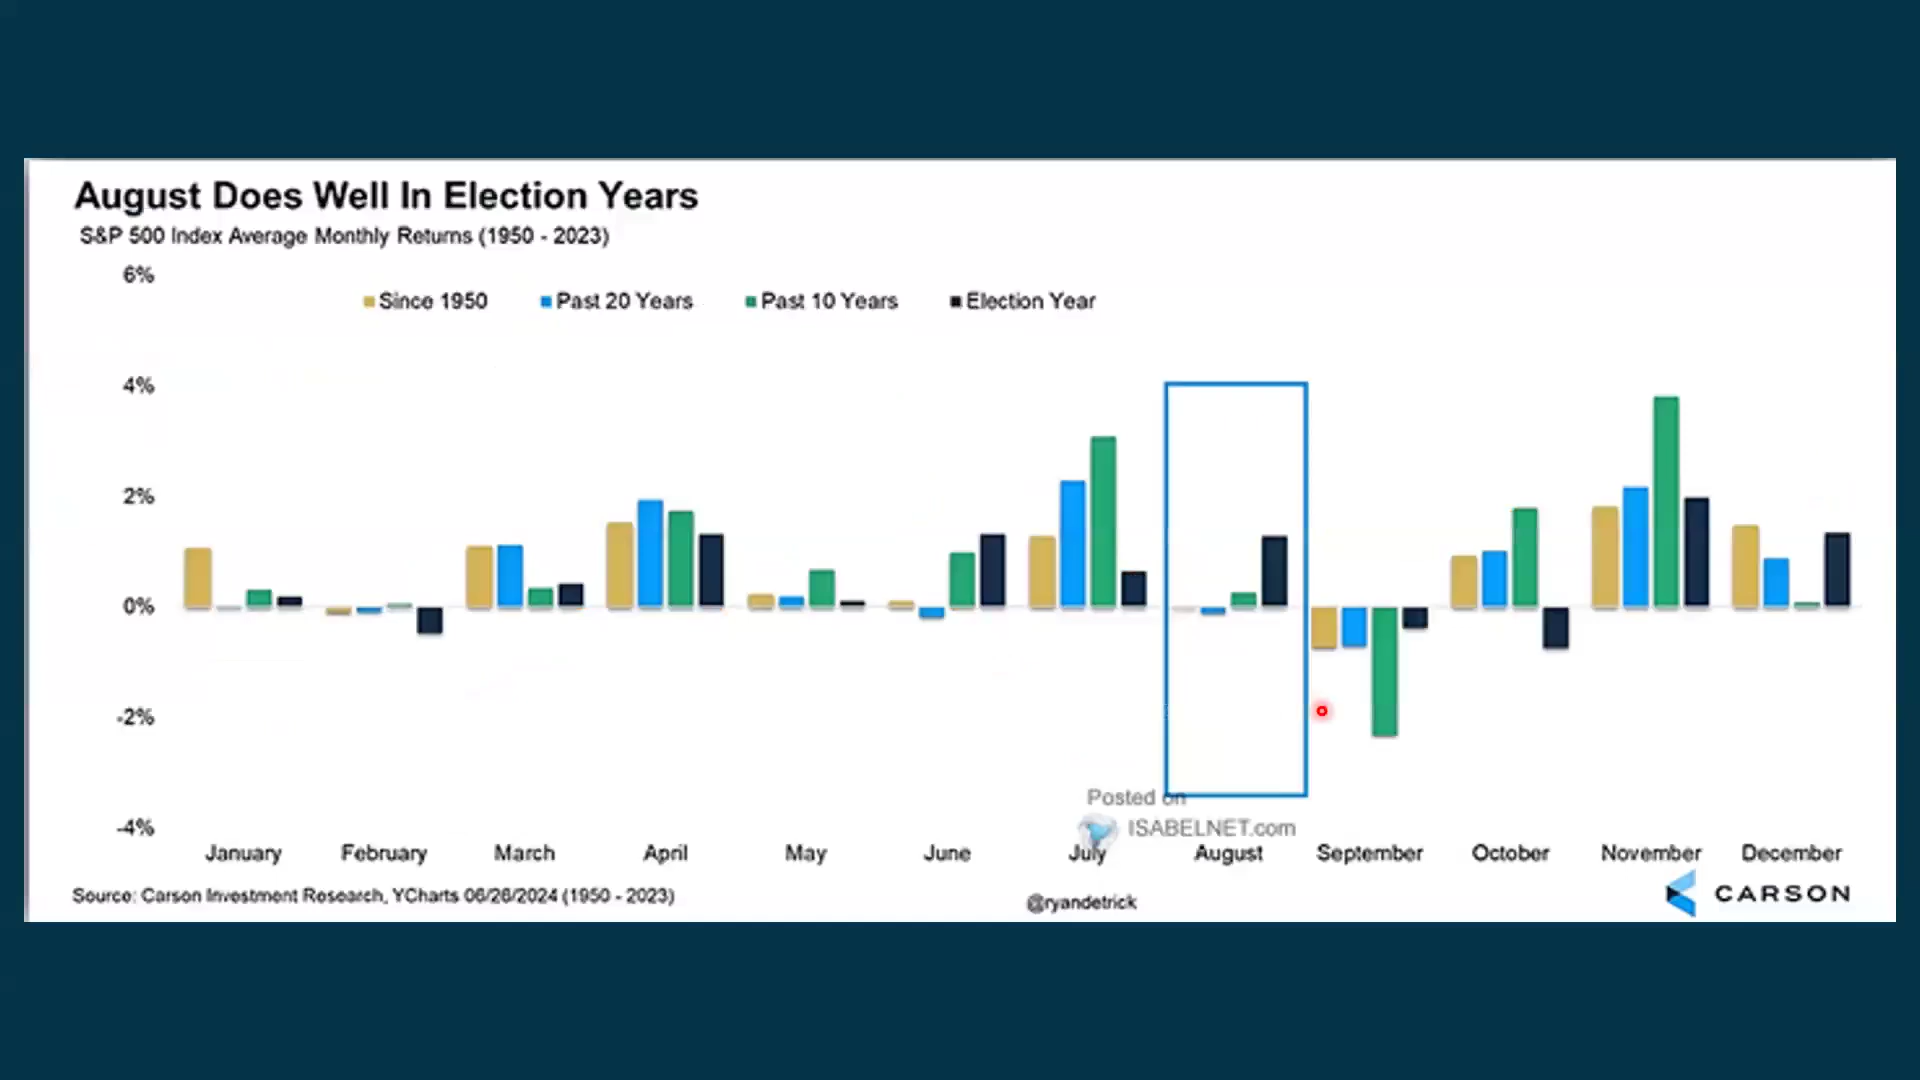 August Does Well In Election Years
S&P 500 Index Average Monthly Returns (1950 - 2023)
6%
Since 1950 Past 20 Years Past 10 Years Election Year
4%
2%
0%
-2%
-4%
Posted on
ISABELNET.com
January February March April May June July August September October November December
Source: Carson Investment Research, YCharts 06/26/2024 (1950 - 2023)
@ryandetrick
CARSON